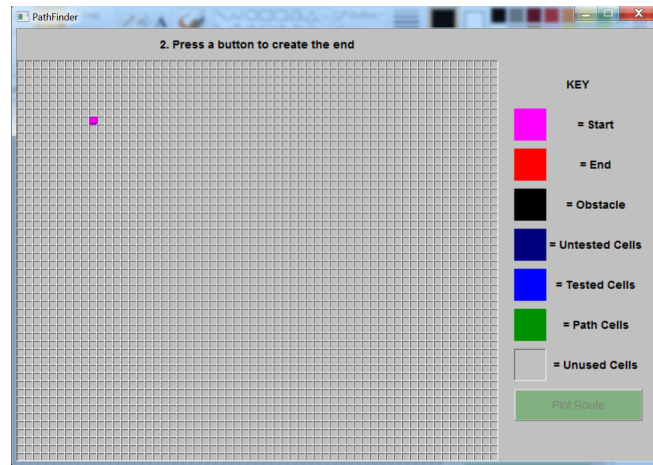 PathFinder
2. Press a button to create the end
KEY
= Start
= End
= Obstacle
= Untested Cells
= Tested Cells
= Path Cells
= Unused Cells
Plot Route